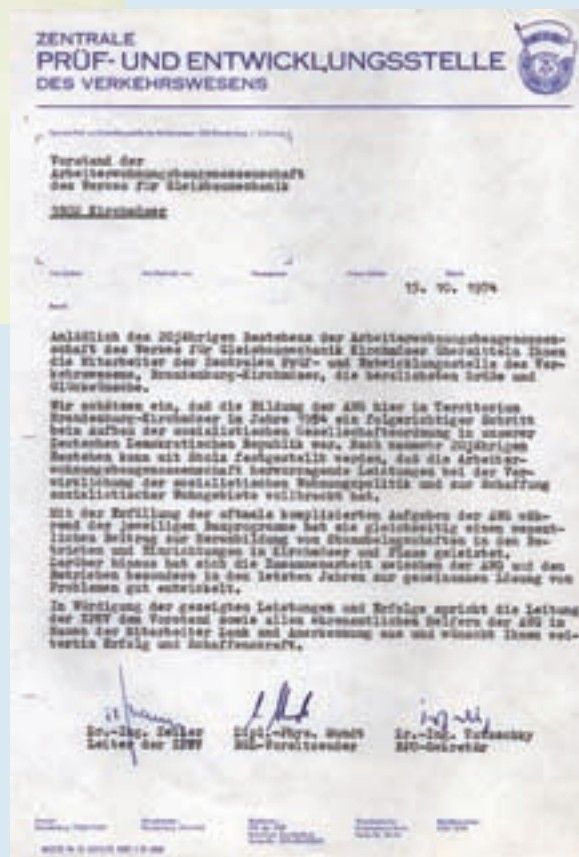 ZENTRALE
PRÜF- UND ENTWICKLUNGSSTELLE
DES VERKEHRSWESENS
Vorstand der
Arbeiterwohnungsbaugenossenschaft
des Werkes für Gleisbaumechanik
Kirchmöser
15. 10. 1974
Anläßlich des 20jährigen Bestehens der Arbeiterwohnungsbaugenossen-
schaft des Werkes für Gleisbaumechanik Kirchmöser übermitteln Ihnen
die Mitarbeiter der Zentralen Prüf- und Entwicklungsstelle des Ver-
kehrswesens, Brandenburg-Kirchmöser, die herzlichsten Grüße und
Glückwünsche.
Wir schätzen ein, daß die Bildung der AWG hier im Territorium
Brandenburg-Kirchmöser im Jahre 1954 ein folgerichtiger Schritt
beim Aufbau der sozialistischen Gesellschaftsordnung in unserer
Deutschen Demokratischen Republik war. Nach nunmehr 20jährigem
Bestehen kann mit Stolz festgestellt werden, daß die Arbeiter-
wohnungsbaugenossenschaft hervorragende Leistungen bei der Ver-
wirklichung der sozialistischen Wohnungspolitik und zur Schaffung
sozialistischer Wohngebiete vollbracht hat.
Mit der Erfüllung der oftmals komplizierten Aufgaben der AWG wäh-
rend der jeweiligen Bauprogramme hat sie gleichzeitig einen wesent-
lichen Beitrag zur Herausbildung von Stammbelegschaften in den Be-
trieben und Einrichtungen in Kirchmöser und Plaue geleistet.
Darüber hinaus hat sich die Zusammenarbeit zwischen der AWG und den
Betrieben besonders in den letzten Jahren zur gemeinsamen Lösung von
Problemen gut entwickelt.
In Würdigung der gezeigten Leistungen und Erfolge spricht die Leitung
der ZPEV dem Vorstand sowie allen ehrenamtlichen Helfern der AWG im
Namen der Mitarbeiter Dank und Anerkennung aus und wünscht Ihnen wei-
terhin Erfolg und Schaffenskraft.
Dr.-Ing. Dipl.-Phys. Dr.-Ing.
Leiter der ZPEV BGL-Vorsitzender APO-Sekretär